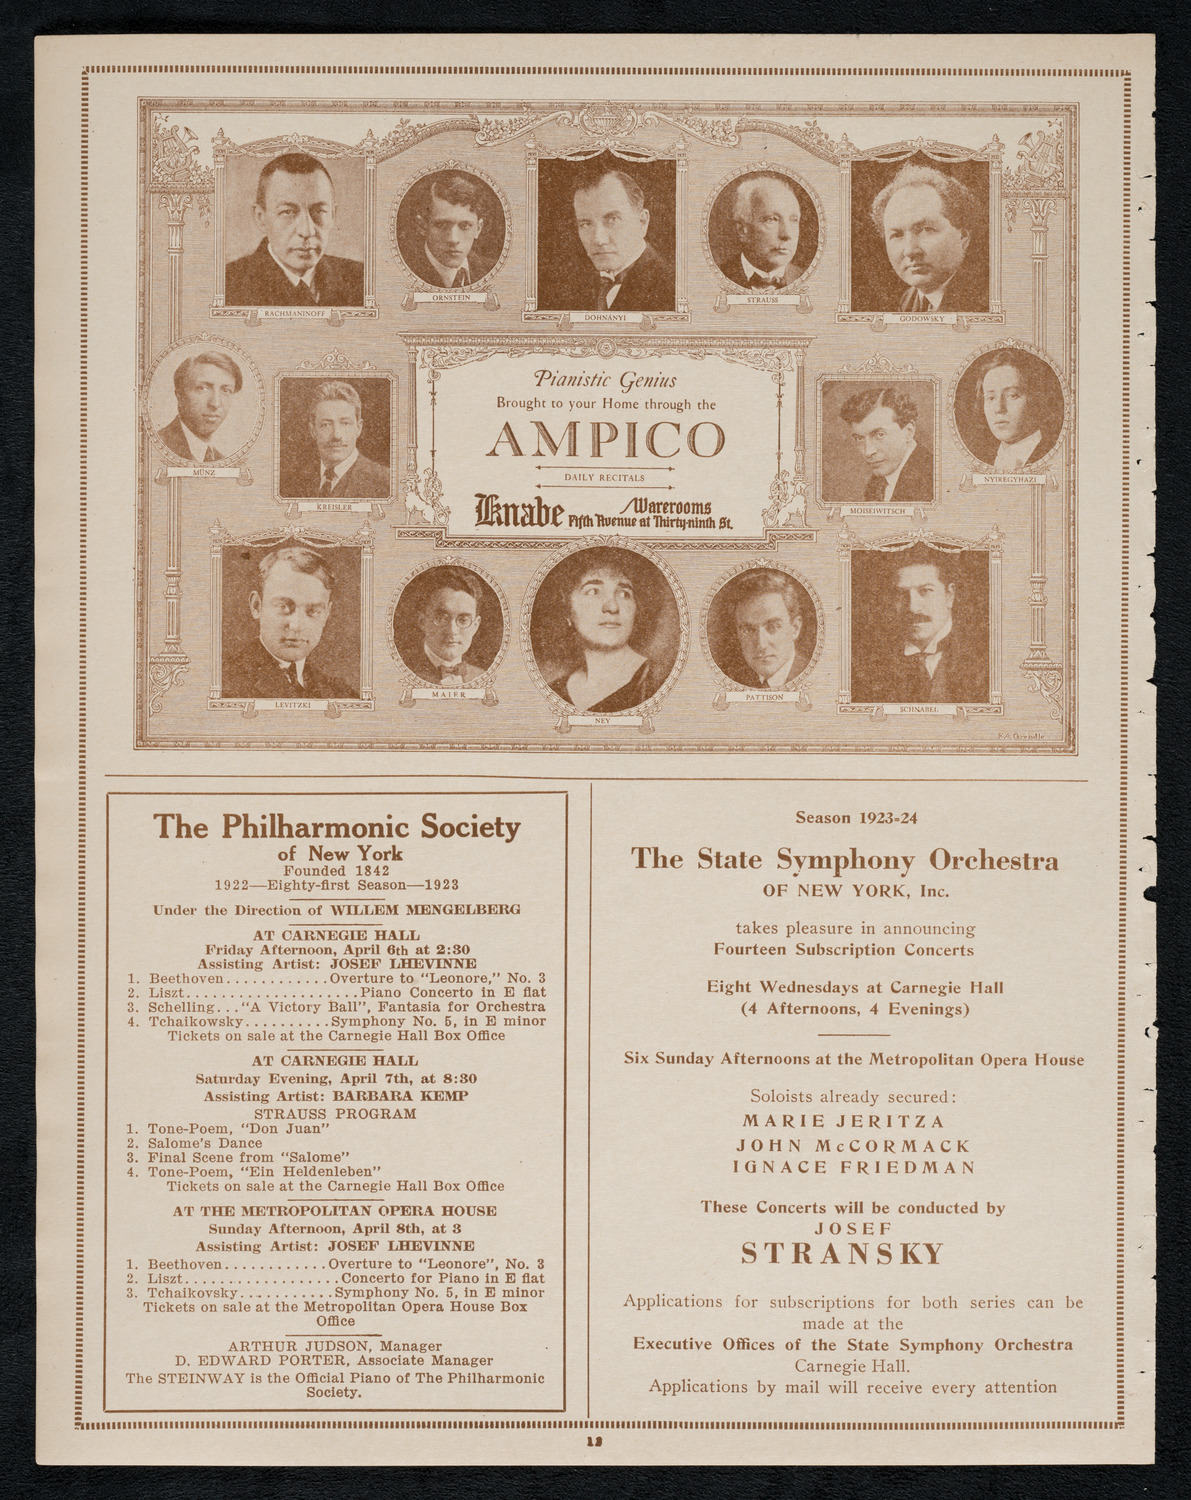 RACHMANINOFF
ORNSTEIN
DOHNÁNYI
STRAUSS
GODOWSKY
MÜNZ
KREISLER
Pianistic Genius
Brought to your Home through the
AMPICO
DAILY RECITALS
Knabe Warerooms
Fifth Avenue at Thirty-ninth St.
MOISEIWITSCH
NYIREGYHAZI
LEVITZKI
MAIER
NEY
PATTISON
SCHNABEL
The Philharmonic Society
of New York
Founded 1842
1922—Eighty-first Season—1923
Under the Direction of WILLEM MENGELBERG
AT CARNEGIE HALL
Friday Afternoon, April 6th at 2:30
Assisting Artist: JOSEF LHEVINNE
1. Beethoven............Overture to "Leonore," No. 3
2. Liszt....................Piano Concerto in E flat
3. Schelling..."A Victory Ball", Fantasia for Orchestra
4. Tchaikowsky..........Symphony No. 5, in E minor
Tickets on sale at the Carnegie Hall Box Office
AT CARNEGIE HALL
Saturday Evening, April 7th, at 8:30
Assisting Artist: BARBARA KEMP
STRAUSS PROGRAM
1. Tone-Poem, "Don Juan"
2. Salome's Dance
3. Final Scene from "Salome"
4. Tone-Poem, "Ein Heldenleben"
Tickets on sale at the Carnegie Hall Box Office
AT THE METROPOLITAN OPERA HOUSE
Sunday Afternoon, April 8th, at 3
Assisting Artist: JOSEF LHEVINNE
1. Beethoven............Overture to "Leonore", No. 3
2. Liszt..................Concerto for Piano in E flat
3. Tchaikovsky...........Symphony No. 5, in E minor
Tickets on sale at the Metropolitan Opera House Box
Office
ARTHUR JUDSON, Manager
D. EDWARD PORTER, Associate Manager
The STEINWAY is the Official Piano of The Philharmonic
Society.
Season 1923-24
The State Symphony Orchestra
OF NEW YORK, Inc.
takes pleasure in announcing
Fourteen Subscription Concerts
Eight Wednesdays at Carnegie Hall
(4 Afternoons, 4 Evenings)
Six Sunday Afternoons at the Metropolitan Opera House
Soloists already secured:
MARIE JERITZA
JOHN McCORMACK
IGNACE FRIEDMAN
These Concerts will be conducted by
JOSEF
STRANSKY
Applications for subscriptions for both series can be
made at the
Executive Offices of the State Symphony Orchestra
Carnegie Hall.
Applications by mail will receive every attention